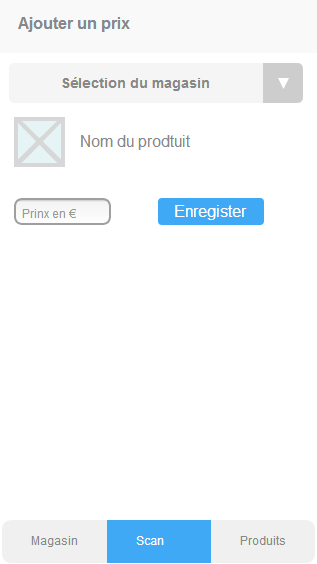 Ajouter un prix
Sélection du magasin ▼
Nom du prodtuit
Prinx en €
Enregister
Magasin
Scan
Produits